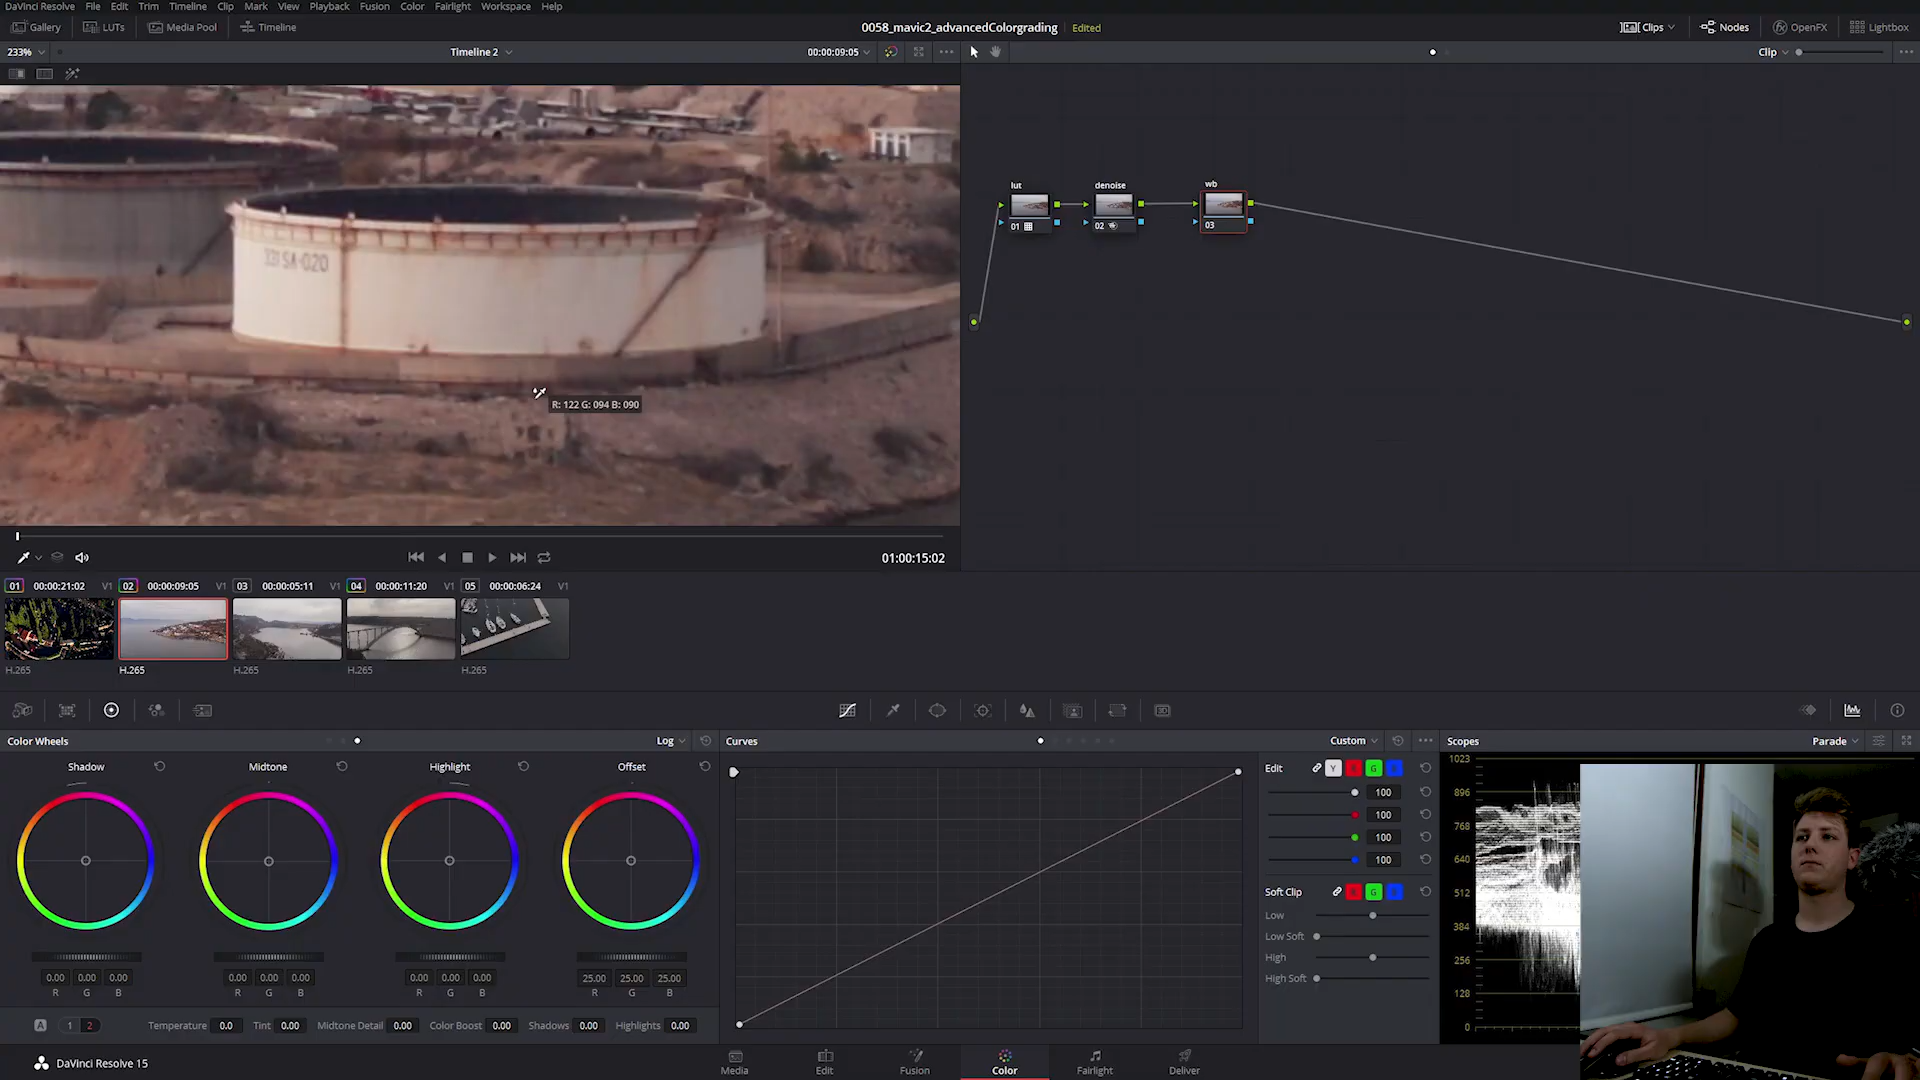 DaVinci Resolve File Edit Trim Timeline Clip Mark View Playback Fusion Color Fairlight Workspace Help
Gallery LUTs Media Pool Timeline 0058_mavic2_advancedColorgrading Edited Clips Nodes OpenFX Lightbox
233% Timeline 2 00:00:09:05 Clip
lut denoise wb
01 02 03
R: 122 G: 094 B: 090
01:00:15:02
01 00:00:21:02 V1 02 00:00:09:05 V1 03 00:00:05:11 V1 04 00:00:11:20 V1 05 00:00:06:24 V1
H.265 H.265 H.265 H.265 H.265
Color Wheels Log Curves Custom Scopes Parade
Shadow Midtone Highlight Offset Edit Y 1023
100 896
100 768
100 640
100 512
Soft Clip
Low 384
Low Soft
High 256
High Soft 128
0.00 0.00 0.00 0.00 0.00 0.00 0.00 0.00 0.00 25.00 25.00 25.00
R G B R G B R G B R G B
A 1 2 Temperature 0.0 Tint 0.00 Midtone Detail 0.00 Color Boost 0.00 Shadows 0.00 Highlights 0.00 0
DaVinci Resolve 15 Media Edit Fusion Color Fairlight Deliver